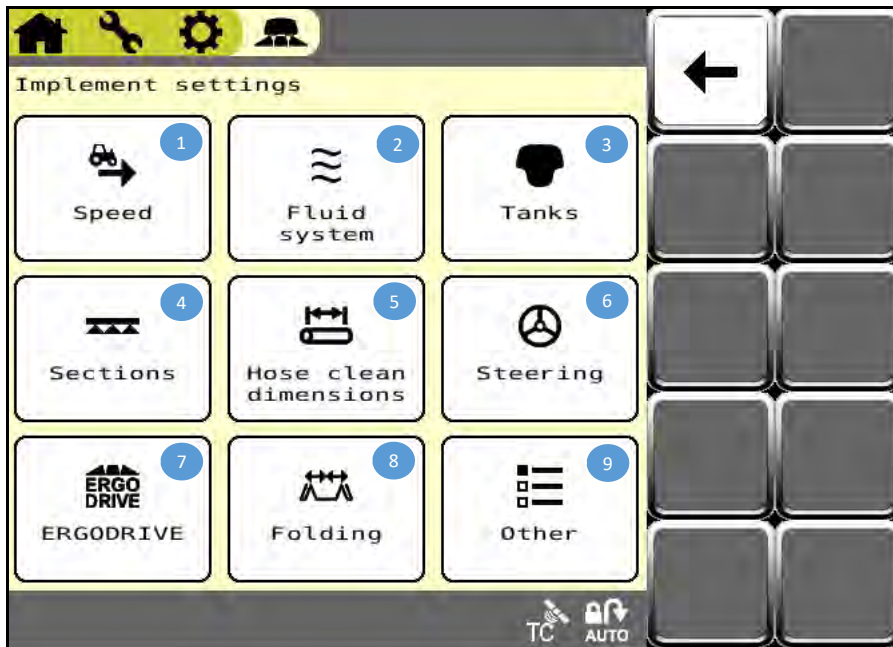 Implement settings
1
Speed
2
Fluid
system
3
Tanks
4
Sections
5
Hose clean
dimensions
6
Steering
7
ERGO
DRIVE
ERGODRIVE
8
Folding
9
Other
TC
AUTO